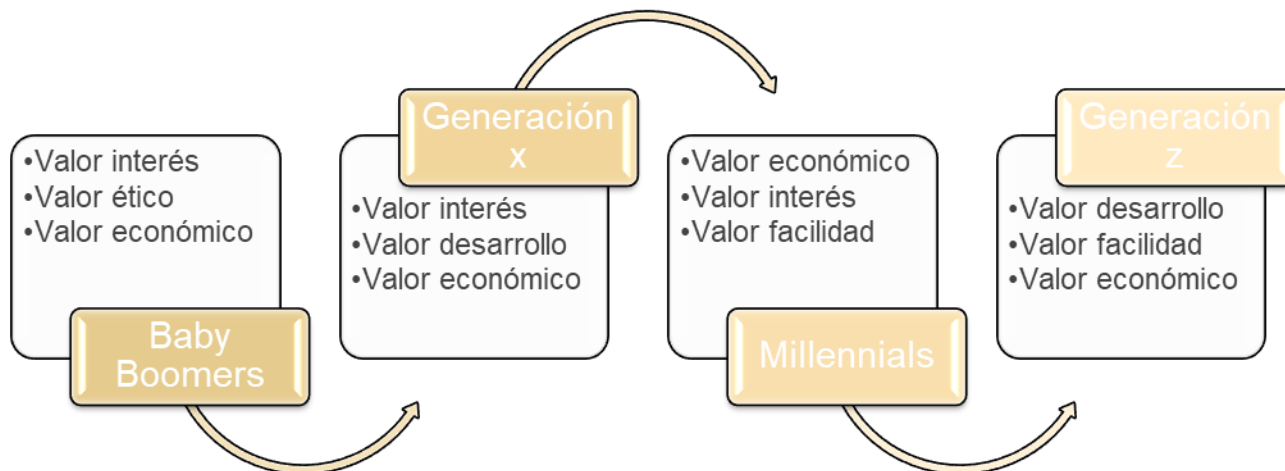 •Valor interés
•Valor ético
•Valor económico
Baby
Boomers
Generación
x
•Valor interés
•Valor desarrollo
•Valor económico
•Valor económico
•Valor interés
•Valor facilidad
Millennials
Generación
z
•Valor desarrollo
•Valor facilidad
•Valor económico